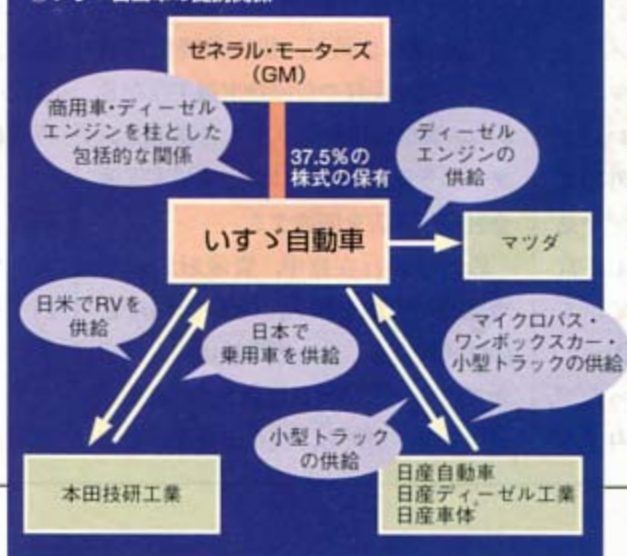 ゼネラル・モーターズ
(GM)
商用車・ディーゼル
エンジンを柱とした
包括的な関係
37.5%の
株式の保有
ディーゼル
エンジンの
供給
いすゞ自動車
マツダ
日米でRVを
供給
日本で
乗用車を供給
マイクロバス・
ワンボックスカー・
小型トラックの供給
小型トラック
の供給
本田技研工業
日産自動車
日産ディーゼル工業
日産車体